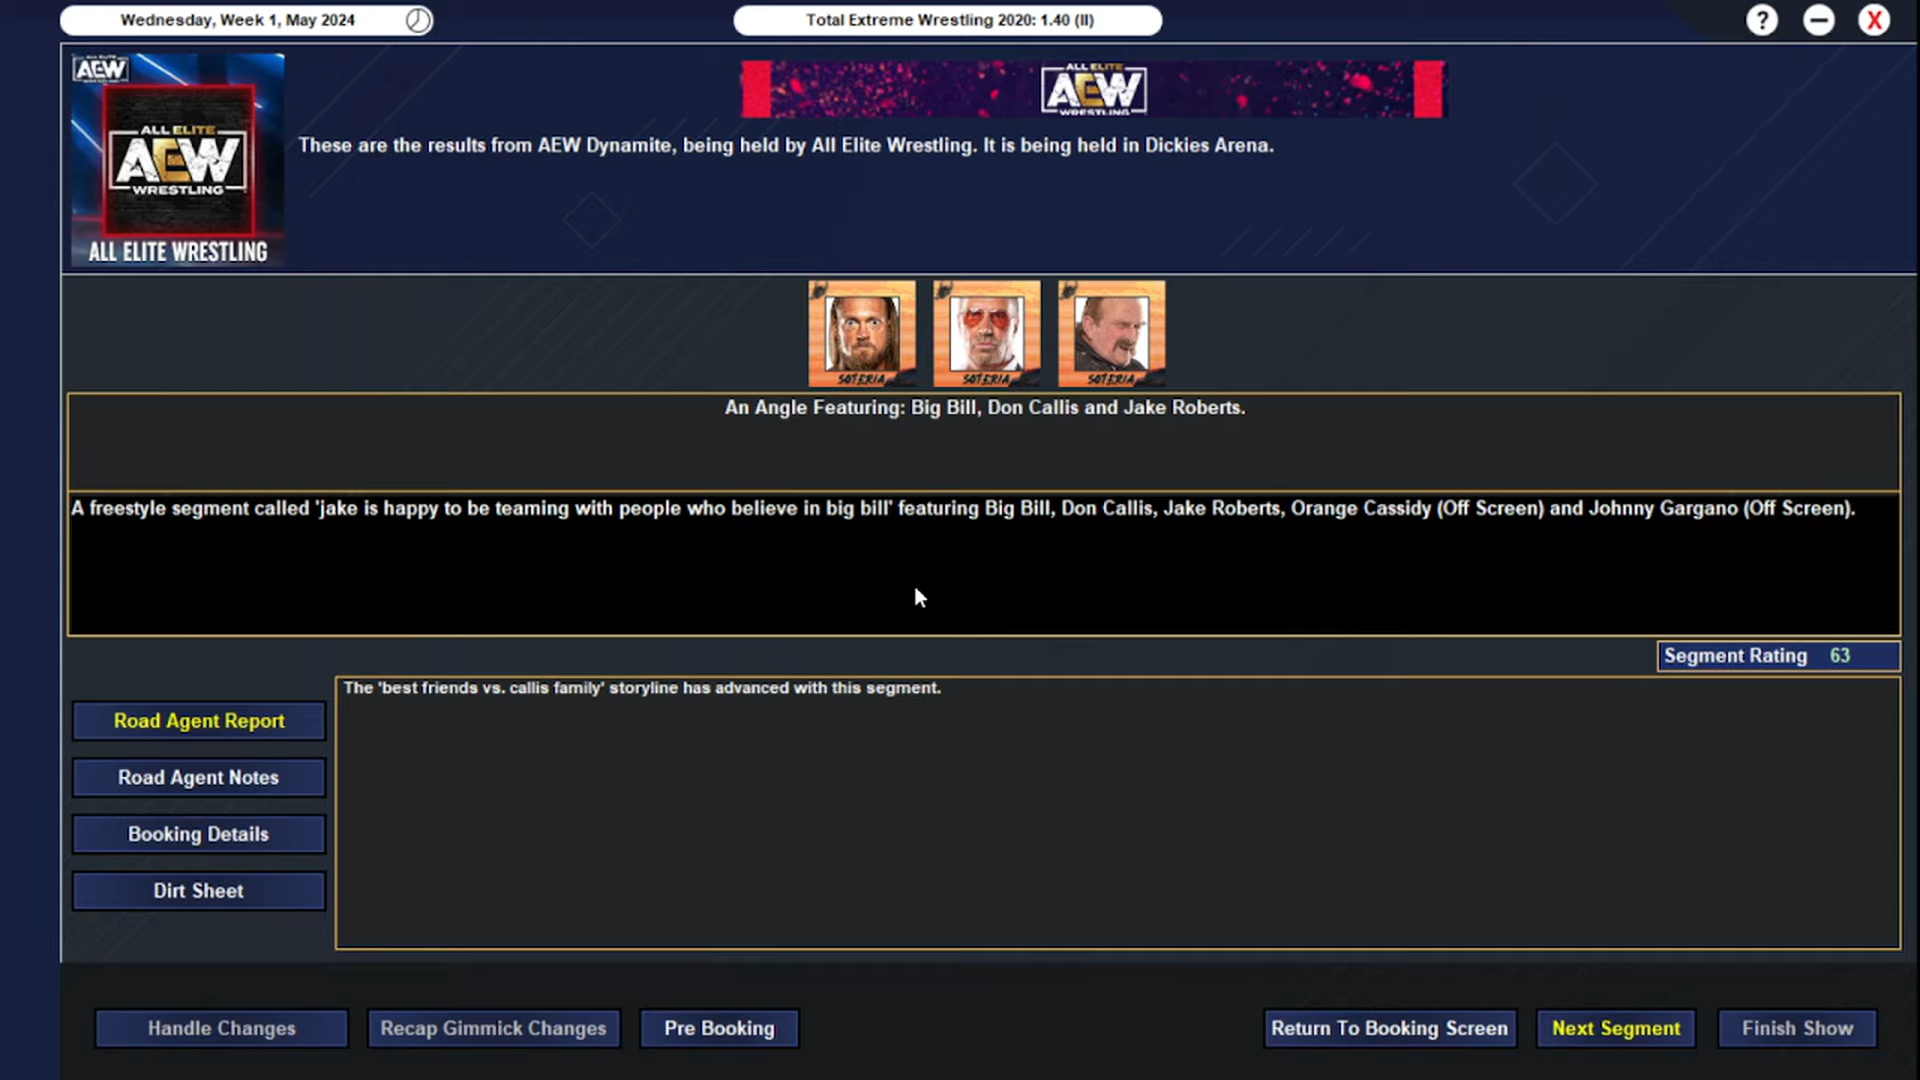 Wednesday, Week 1, May 2024
Total Extreme Wrestling 2020: 1.40 (II)
?
X
AEW
ALL ELITE
AEW
WRESTLING
ALL ELITE WRESTLING
ALL ELITE
AEW
WRESTLING
These are the results from AEW Dynamite, being held by All Elite Wrestling. It is being held in Dickies Arena.
SOTERIA
SOTERIA
SOTERIA
An Angle Featuring: Big Bill, Don Callis and Jake Roberts.
A freestyle segment called 'jake is happy to be teaming with people who believe in big bill' featuring Big Bill, Don Callis, Jake Roberts, Orange Cassidy (Off Screen) and Johnny Gargano (Off Screen).
Segment Rating 63
The 'best friends vs. callis family' storyline has advanced with this segment.
Road Agent Report
Road Agent Notes
Booking Details
Dirt Sheet
Handle Changes
Recap Gimmick Changes
Pre Booking
Return To Booking Screen
Next Segment
Finish Show